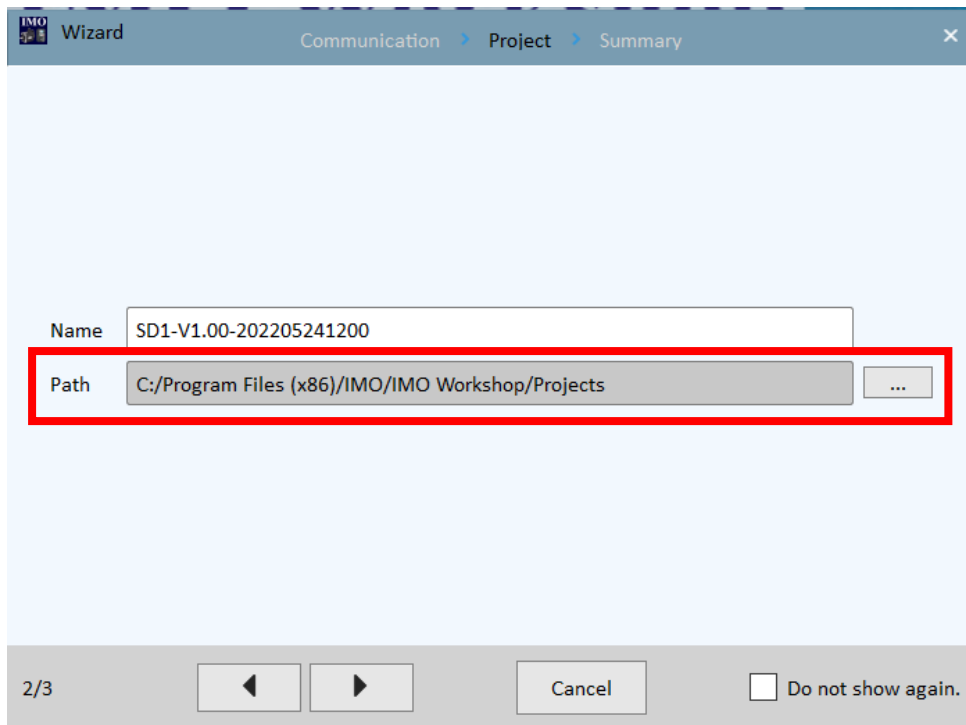 IMO
Wizard
Communication > Project > Summary
×
Name SD1-V1.00-202205241200
Path C:/Program Files (x86)/IMO/IMO Workshop/Projects ...
2/3 Cancel Do not show again.